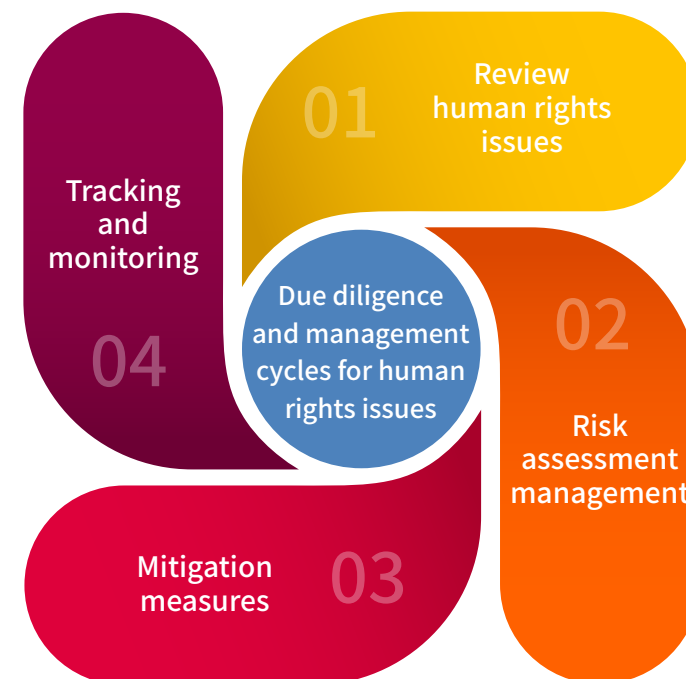 01
Review
human rights
issues
02
Risk
assessment
management
03
Mitigation
measures
04
Tracking
and
monitoring
Due diligence
and management
cycles for human
rights issues